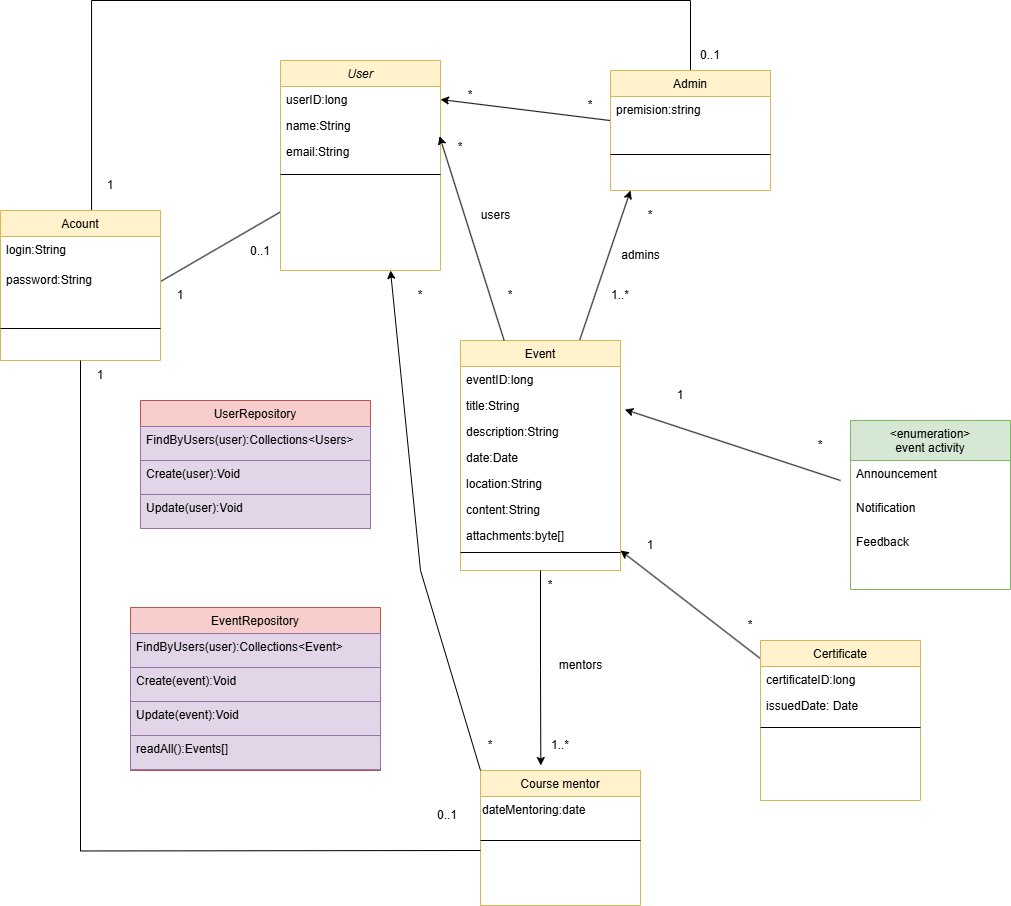 0..1
User
Admin
userID:long
name:String
email:String
*
*
premision:string
*
1
users
*
admins
Acount
login:String
password:String
0..1
1
*
*
1..*
1
Event
eventID:long
title:String
description:String
date:Date
location:String
content:String
attachments:byte[]
1
*
UserRepository
FindByUsers(user):Collections<Users>
Create(user):Void
Update(user):Void
<enumeration>
event activity
Announcement
Notification
Feedback
1
*
*
EventRepository
FindByUsers(user):Collections<Event>
Create(event):Void
Update(event):Void
readAll():Events[]
mentors
Certificate
certificateID:long
issuedDate: Date
*
1..*
Course mentor
dateMentoring:date
0..1